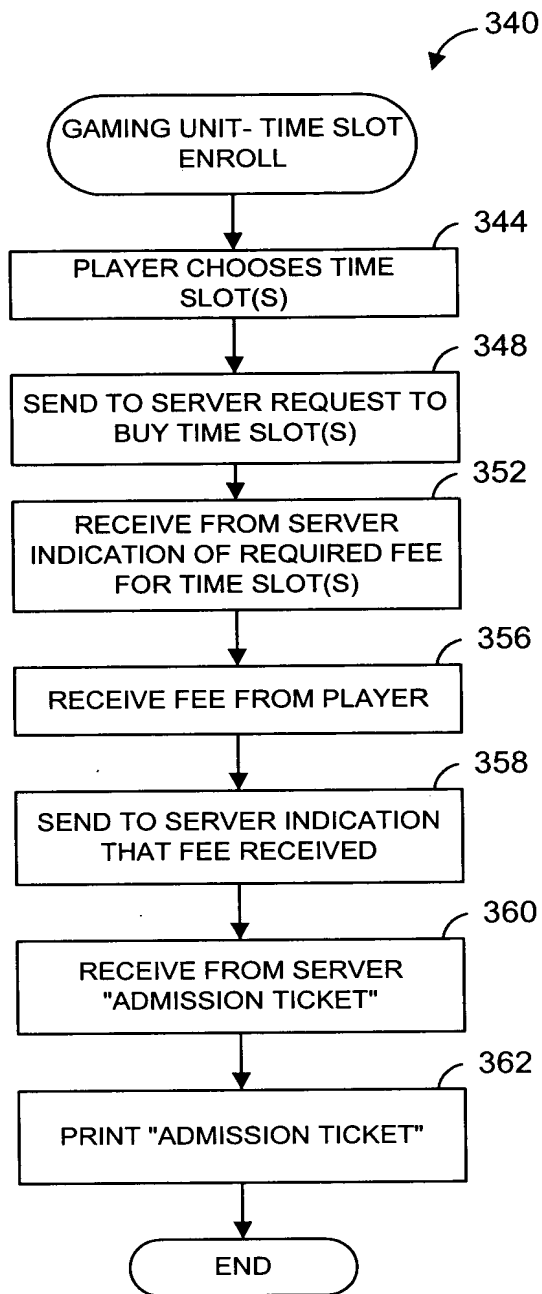 340
GAMING UNIT- TIME SLOT
ENROLL
344
PLAYER CHOOSES TIME
SLOT(S)
348
SEND TO SERVER REQUEST TO
BUY TIME SLOT(S)
352
RECEIVE FROM SERVER
INDICATION OF REQUIRED FEE
FOR TIME SLOT(S)
356
RECEIVE FEE FROM PLAYER
358
SEND TO SERVER INDICATION
THAT FEE RECEIVED
360
RECEIVE FROM SERVER
"ADMISSION TICKET"
362
PRINT "ADMISSION TICKET"
END